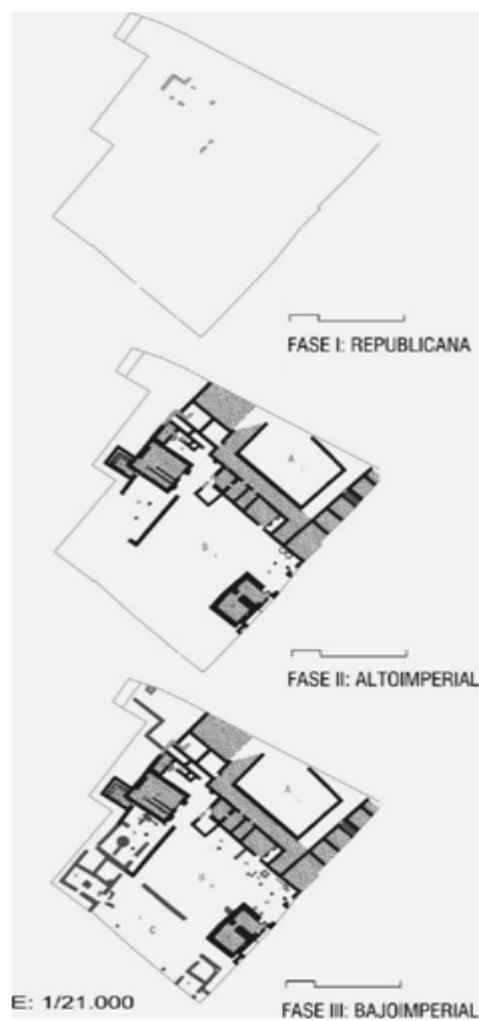 FASE I: REPUBLICANA
A
B
FASE II: ALTOIMPERIAL
A
B
C
E: 1/21.000
FASE III: BAJOIMPERIAL